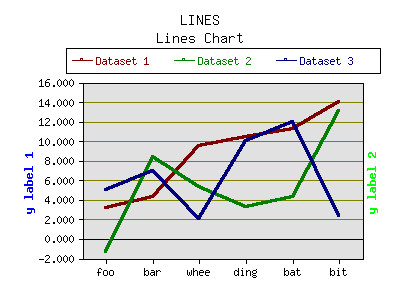 LINES
Lines Chart
Dataset 1 Dataset 2 Dataset 3
16.000
14.000
12.000
10.000
8.000
6.000
4.000
2.000
0.000
-2.000
y label 1
y label 2
foo bar whee ding bat bit